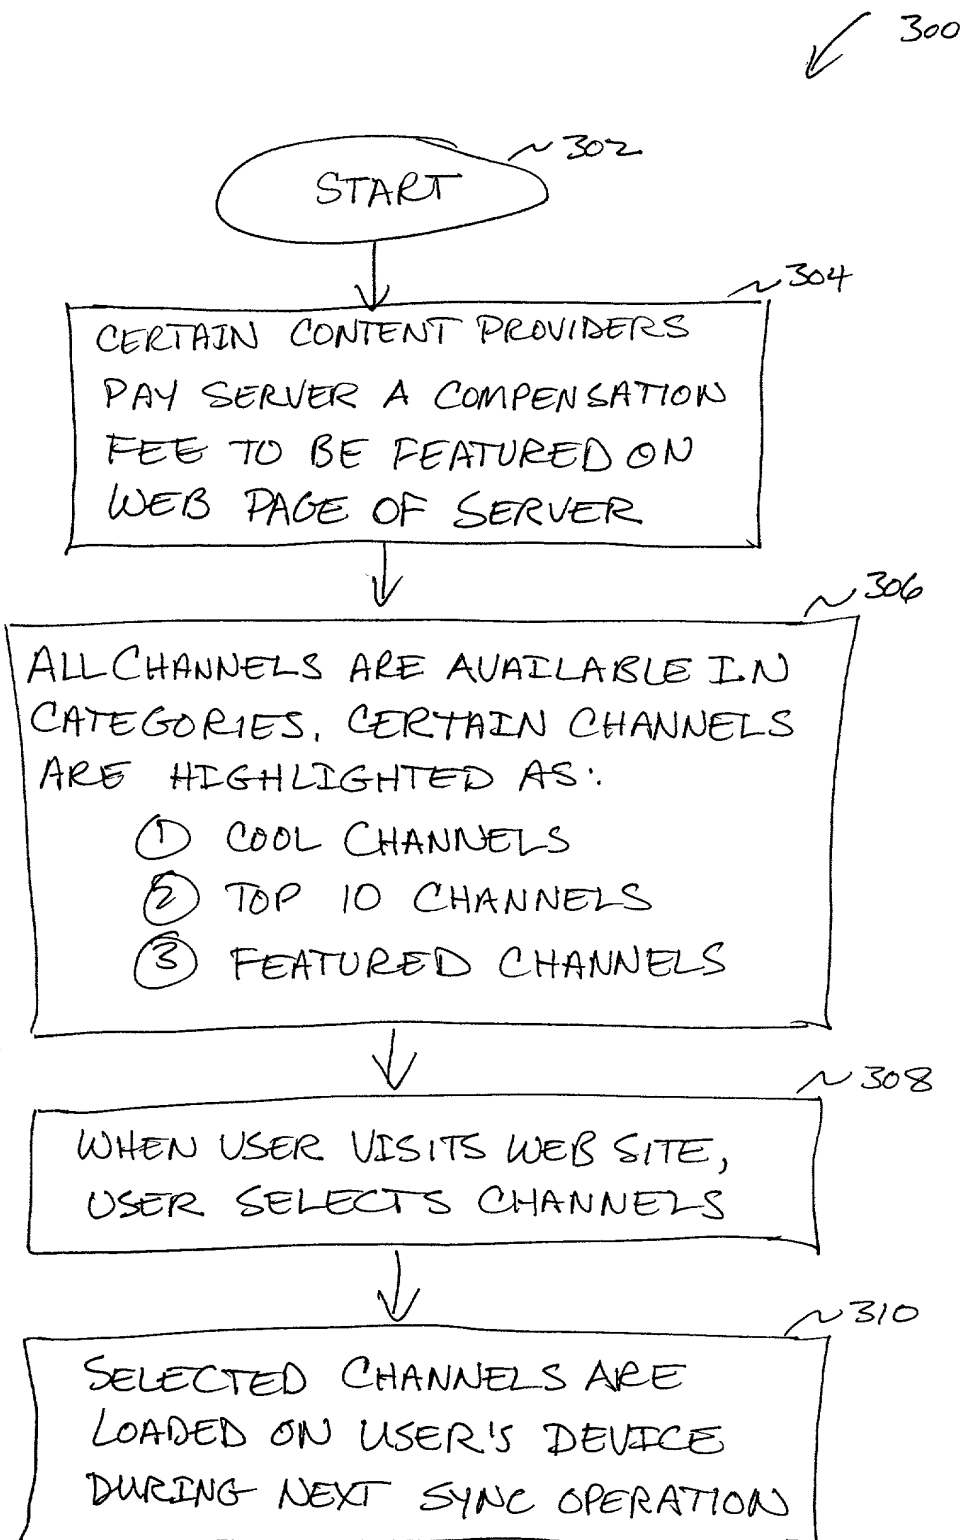 300
302
START
304
CERTAIN CONTENT PROVIDERS
PAY SERVER A COMPENSATION
FEE TO BE FEATURED ON
WEB PAGE OF SERVER
306
ALL CHANNELS ARE AVAILABLE IN
CATEGORIES. CERTAIN CHANNELS
ARE HIGHLIGHTED AS:
① COOL CHANNELS
② TOP 10 CHANNELS
③ FEATURED CHANNELS
308
WHEN USER VISITS WEB SITE,
USER SELECTS CHANNELS
310
SELECTED CHANNELS ARE
LOADED ON USER'S DEVICE
DURING NEXT SYNC OPERATION